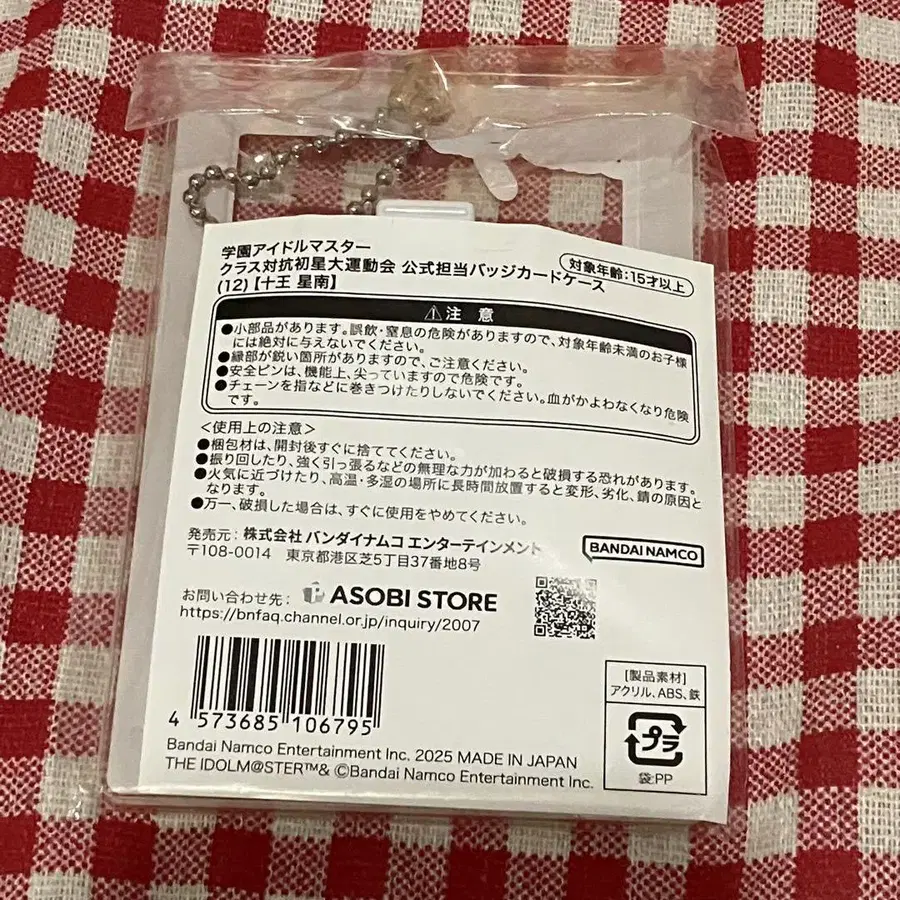 学園アイドルマスター
クラス対抗初星大運動会 公式担当バッジカードケース
(12)【十王 星南】
対象年齢:15才以上
注 意
●小部品があります。誤飲・窒息の危険がありますので、対象年齢未満のお子様
には絶対に与えないでください。
●縁部が鋭い箇所がありますので、ご注意ください。
●安全ピンは、機能上、尖っていますので危険です。
●チェーンを指などに巻きつけたりしないでください。血がかよわなくなり危険
です。
<使用上の注意>
●梱包材は、開封後すぐに捨ててください。
●振り回したり、強く引っ張るなどの無理な力が加わると破損する恐れがあります。
●火気に近づけたり、高温・多湿の場所に長時間放置すると変形、劣化、錆の原因と
なります。
●万一、破損した場合は、すぐに使用をやめてください。
発売元:株式会社 バンダイナムコ エンターテインメント
〒108-0014 東京都港区芝5丁目37番地8号
BANDAI NAMCO
お問い合わせ先: ASOBI STORE
https://bnfaq.channel.or.jp/inquiry/2007
4 573685 106795
Bandai Namco Entertainment Inc. 2025 MADE IN JAPAN
THE IDOLM@STER™& ©Bandai Namco Entertainment Inc.
[製品素材]
アクリル、ABS、鉄
プラ
袋:PP